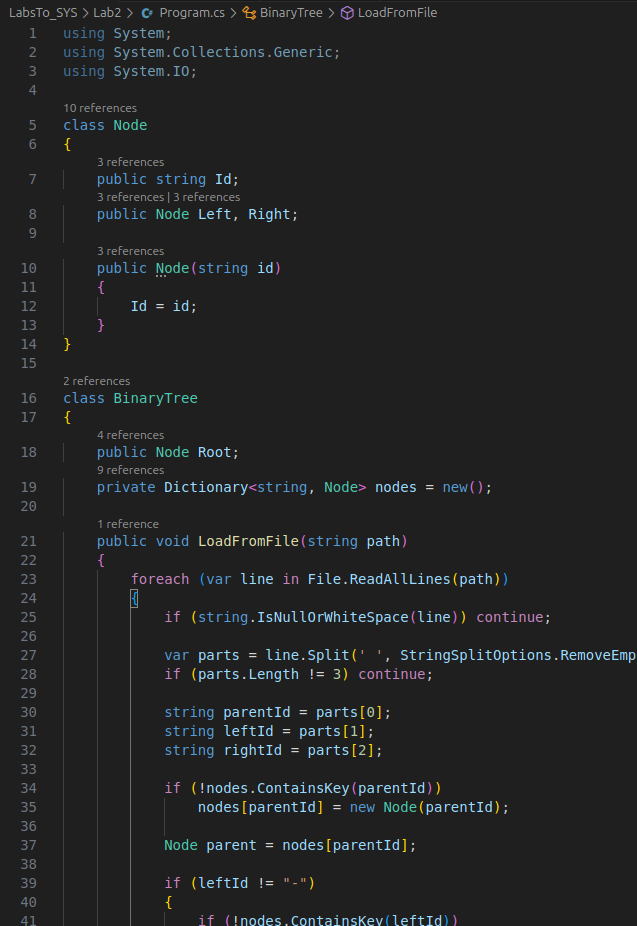 LabsTo_SYS > Lab2 > Program.cs > BinaryTree > LoadFromFile
1 using System;
2 using System.Collections.Generic;
3 using System.IO;
4
10 references
5 class Node
6 {
3 references
7 public string Id;
3 references | 3 references
8 public Node Left, Right;
9
3 references
10 public Node(string id)
11 {
12 Id = id;
13 }
14 }
15
2 references
16 class BinaryTree
17 {
4 references
18 public Node Root;
9 references
19 private Dictionary<string, Node> nodes = new();
20
1 reference
21 public void LoadFromFile(string path)
22 {
23 foreach (var line in File.ReadAllLines(path))
24 {
25 if (string.IsNullOrWhiteSpace(line)) continue;
26
27 var parts = line.Split(' ', StringSplitOptions.RemoveEmp
28 if (parts.Length != 3) continue;
29
30 string parentId = parts[0];
31 string leftId = parts[1];
32 string rightId = parts[2];
33
34 if (!nodes.ContainsKey(parentId))
35 nodes[parentId] = new Node(parentId);
36
37 Node parent = nodes[parentId];
38
39 if (leftId != "-")
40 {
41 if (!nodes.ContainsKey(leftId))